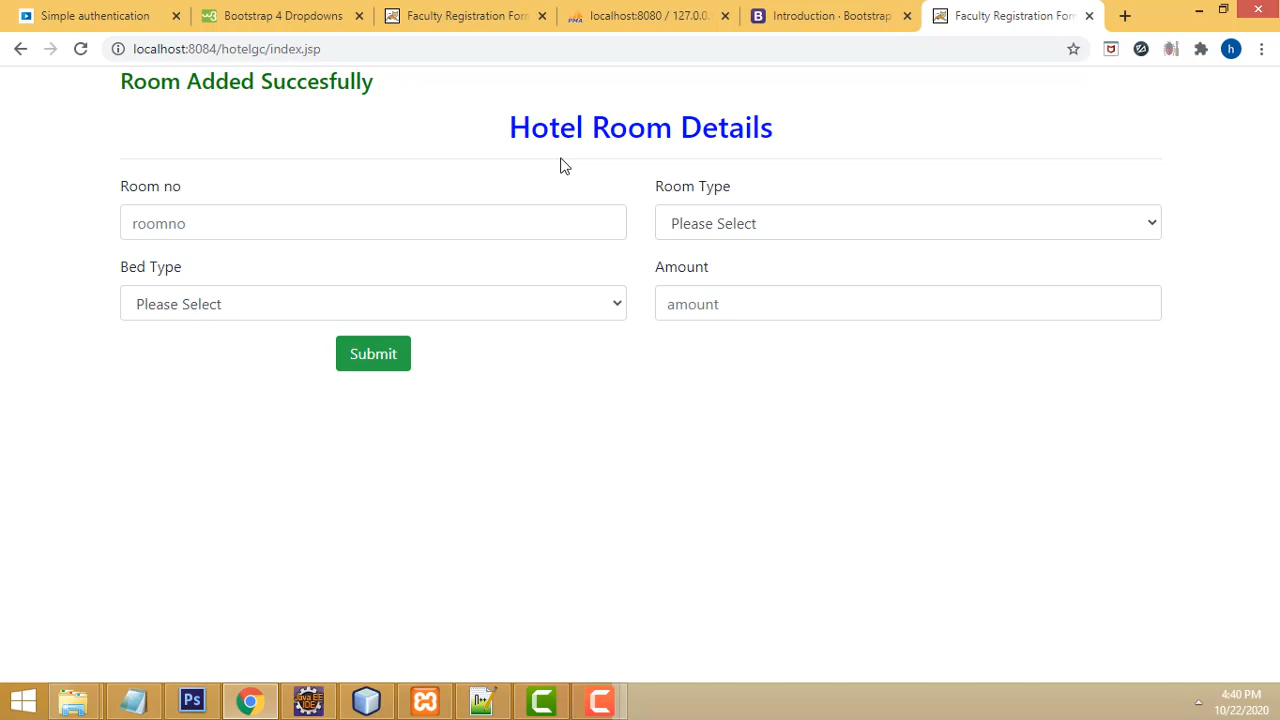 Simple authentication
Bootstrap 4 Dropdowns
Faculty Registration Form
localhost:8080 / 127.0.0.
Introduction · Bootstrap
Faculty Registration Form
localhost:8084/hotelgc/index.jsp
h
Room Added Succesfully
Hotel Room Details
Room no
Room Type
roomno
Please Select
Bed Type
Amount
Please Select
amount
Submit
4:40 PM
10/22/2020